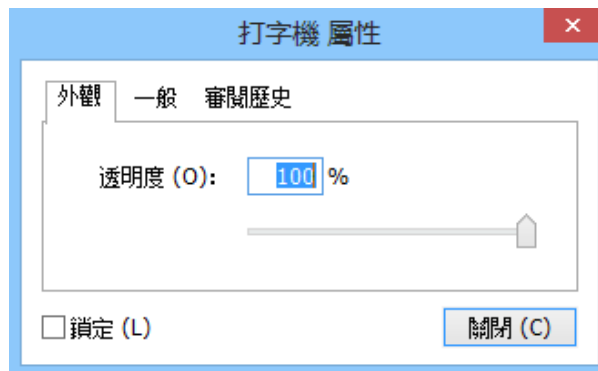 打字機 屬性
外觀 一般 審閱歷史
透明度 (O): 100 %
鎖定 (L) 關閉 (C)